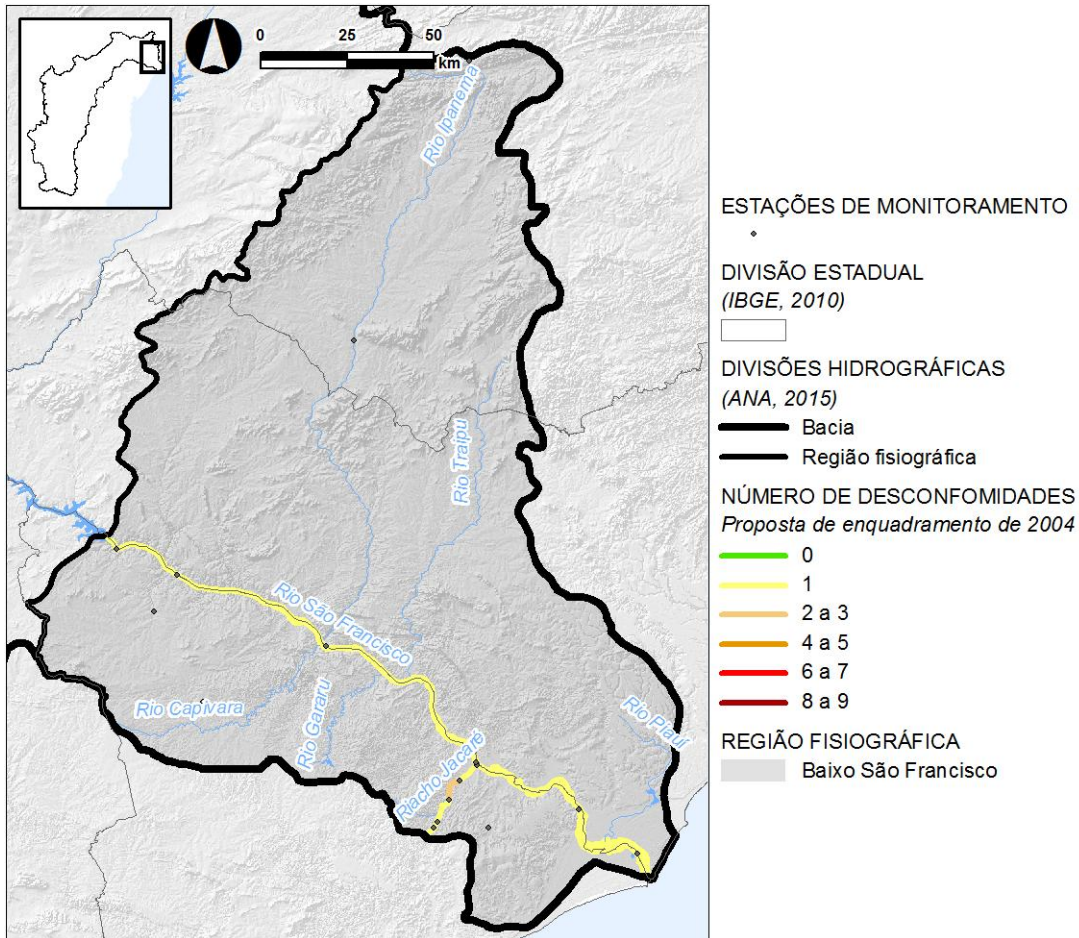 0 25 50
km
Rio Ipanema
Rio Traipu
Rio São Francisco
Rio Capivara
Rio Gararu
Riacho Jacaré
Rio Piauí
ESTAÇÕES DE MONITORAMENTO
DIVISÃO ESTADUAL
(IBGE, 2010)
DIVISÕES HIDROGRÁFICAS
(ANA, 2015)
Bacia
Região fisiográfica
NÚMERO DE DESCONFOMIDADES
Proposta de enquadramento de 2004
0
1
2 a 3
4 a 5
6 a 7
8 a 9
REGIÃO FISIOGRÁFICA
Baixo São Francisco